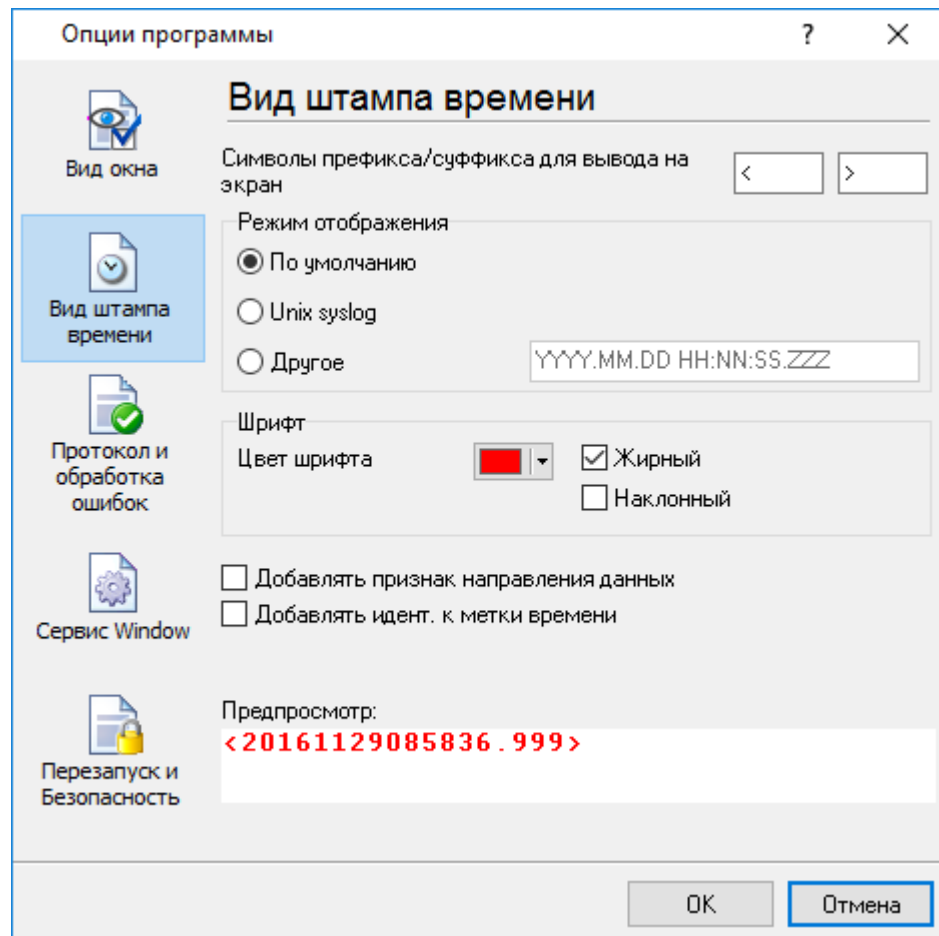 Опции программы
?
Вид штампа времени
Вид окна
Символы префикса/суффикса для вывода на
экран
<
>
Режим отображения
По умолчанию
Вид штампа
времени
Unix syslog
Другое
YYYY.MM.DD HH:NN:SS.ZZZ
Шрифт
Цвет шрифта
Жирный
Наклонный
Протокол и
обработка
ошибок
Добавлять признак направления данных
Добавлять идент. к метки времени
Сервис Window
Предпросмотр:
<20161129085836.999>
Перезапуск и
Безопасность
OK
Отмена